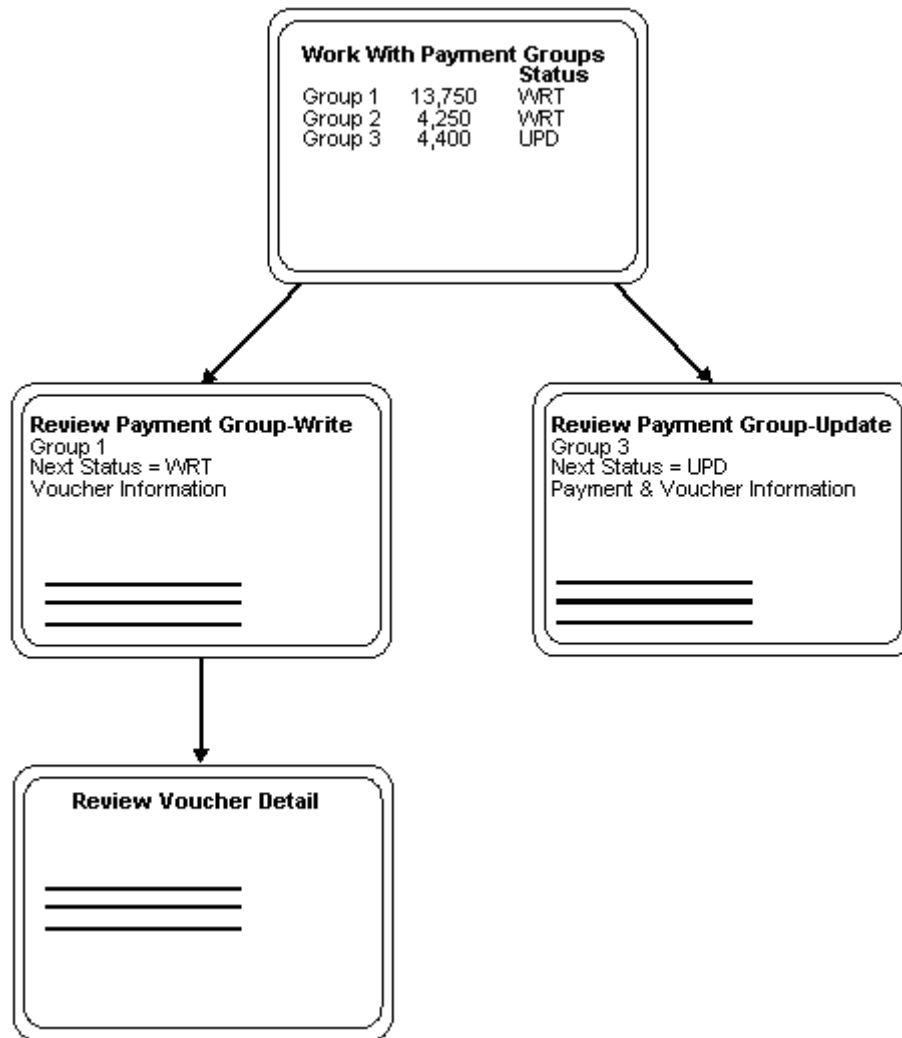 Work With Payment Groups
Status
Group 1 13,750 WRT
Group 2 4,250 WRT
Group 3 4,400 UPD
Review Payment Group-Write
Group 1
Next Status = WRT
Voucher Information
Review Payment Group-Update
Group 3
Next Status = UPD
Payment & Voucher Information
Review Voucher Detail